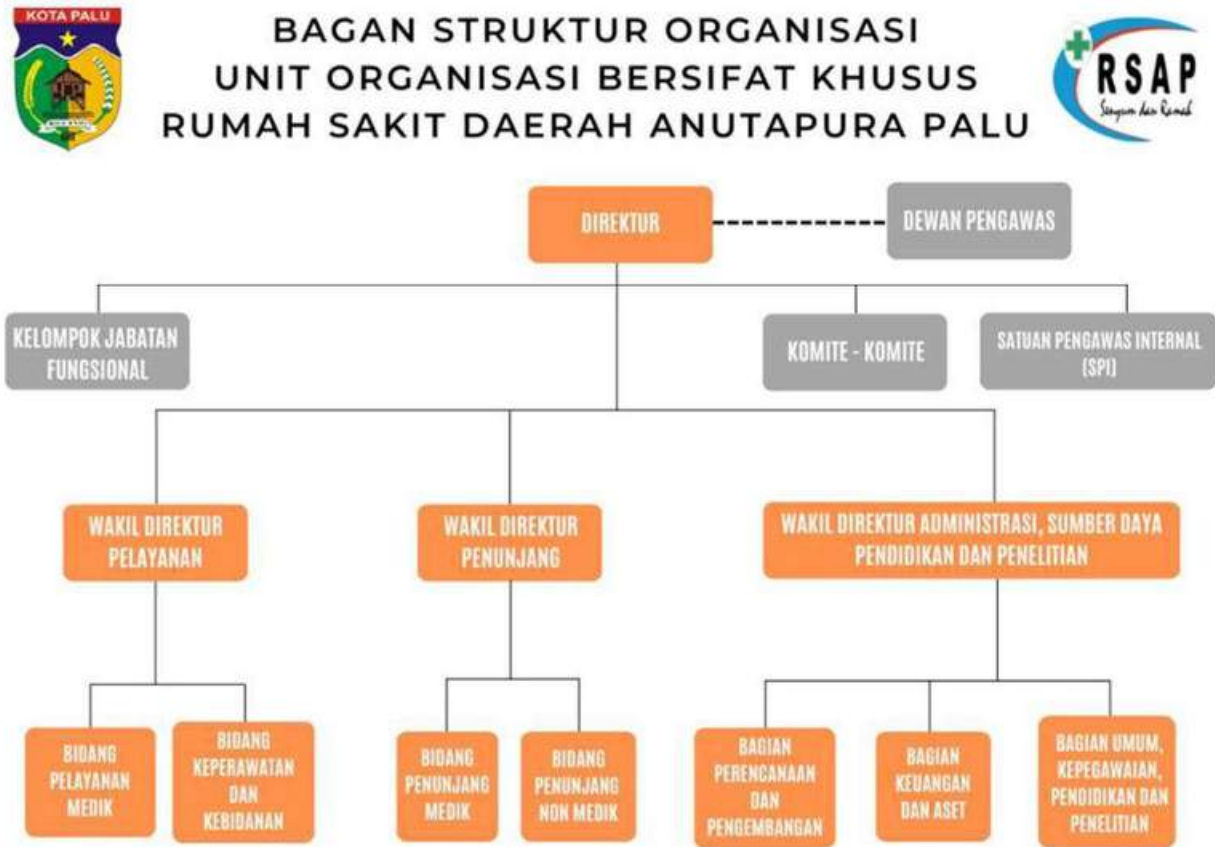 KOTA PALU
BAGAN STRUKTUR ORGANISASI
UNIT ORGANISASI BERSIFAT KHUSUS
RUMAH SAKIT DAERAH ANUTAPURA PALU
RSAP
Senyum dan Ramah
DIREKTUR
DEWAN PENGAWAS
KELOMPOK JABATAN
FUNGSIONAL
KOMITE - KOMITE
SATUAN PENGAWAS INTERNAL
(SPI)
WAKIL DIREKTUR
PELAYANAN
WAKIL DIREKTUR
PENUNJANG
WAKIL DIREKTUR ADMINISTRASI, SUMBER DAYA
PENDIDIKAN DAN PENELITIAN
BIDANG
PELAYANAN
MEDIK
BIDANG
KEPERAWATAN
DAN
KEBIDANAN
BIDANG
PENUNJANG
MEDIK
BIDANG
PENUNJANG
NON MEDIK
BAGIAN
PERENCANAAN
DAN
PENGEMBANGAN
BAGIAN
KEUANGAN
DAN ASET
BAGIAN UMUM,
KEPEGAWAIAN,
PENDIDIKAN DAN
PENELITIAN